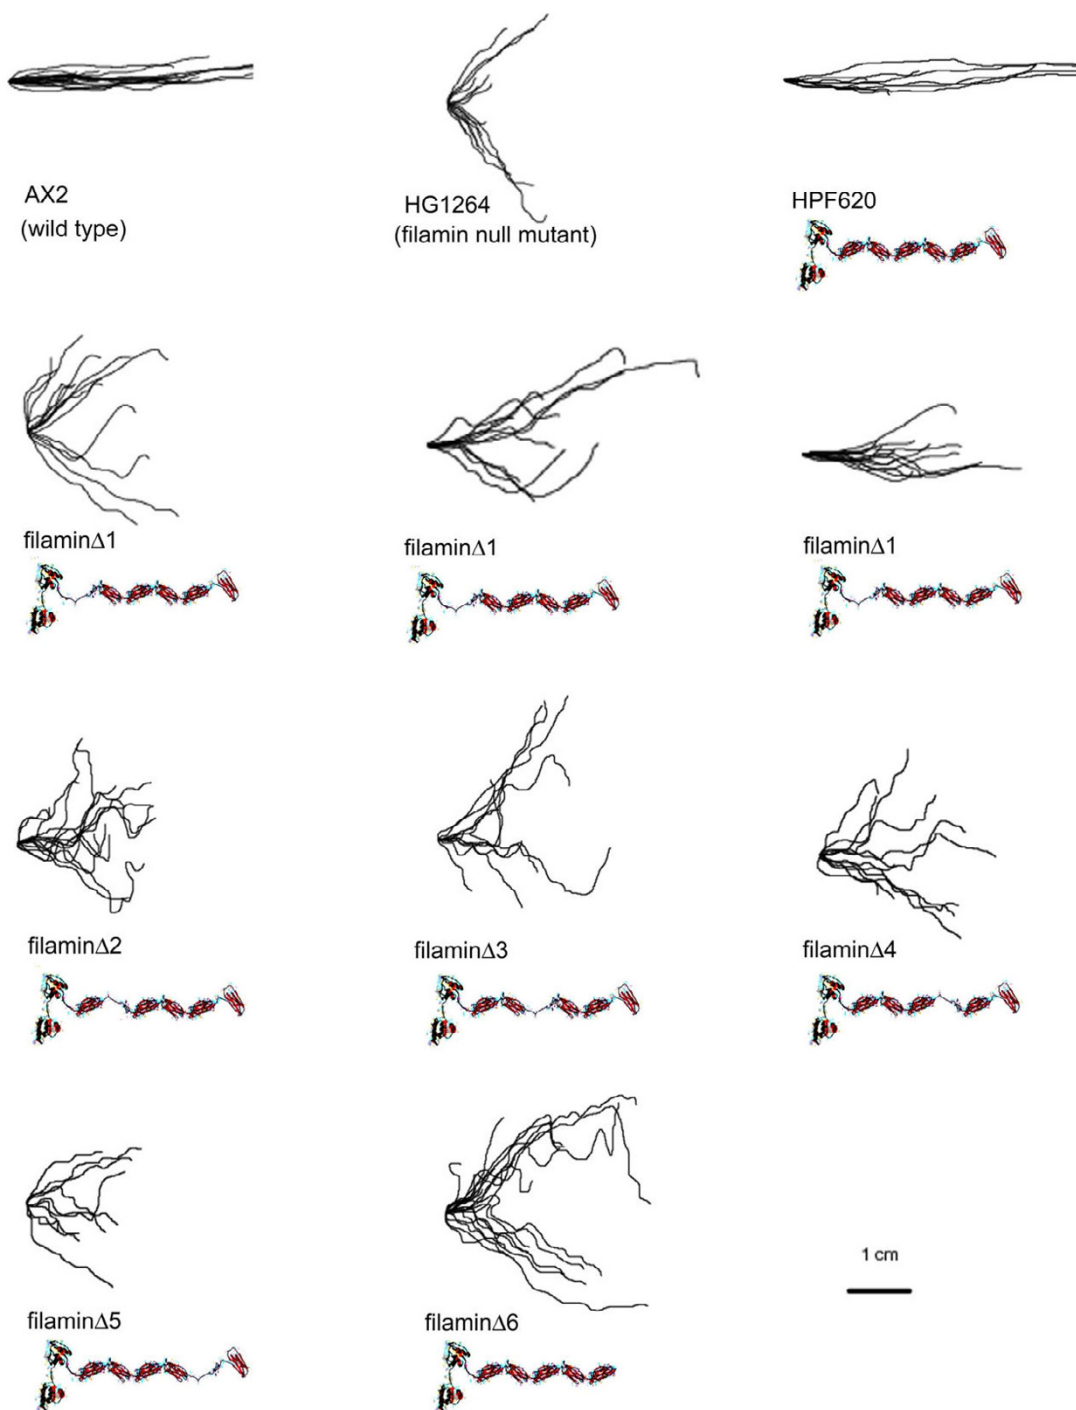 AX2
(wild type)
HG1264
(filamin null mutant)
HPF620
filaminΔ1
filaminΔ1
filaminΔ1
filaminΔ2
filaminΔ3
filaminΔ4
filaminΔ5
filaminΔ6
1 cm